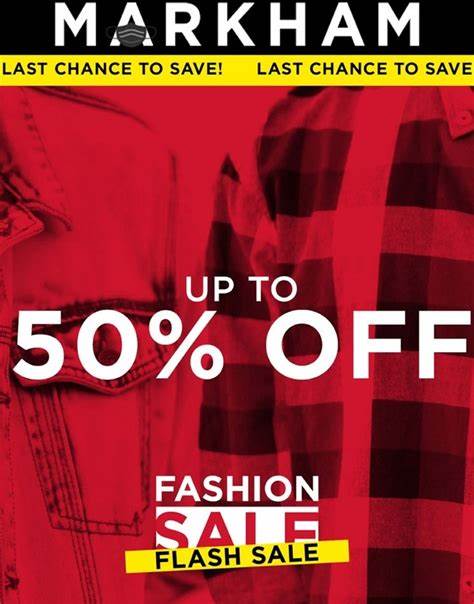 MARKHAM
LAST CHANCE TO SAVE! LAST CHANCE TO SAVE
UP TO
50% OFF
FASHION
SALE
FLASH SALE